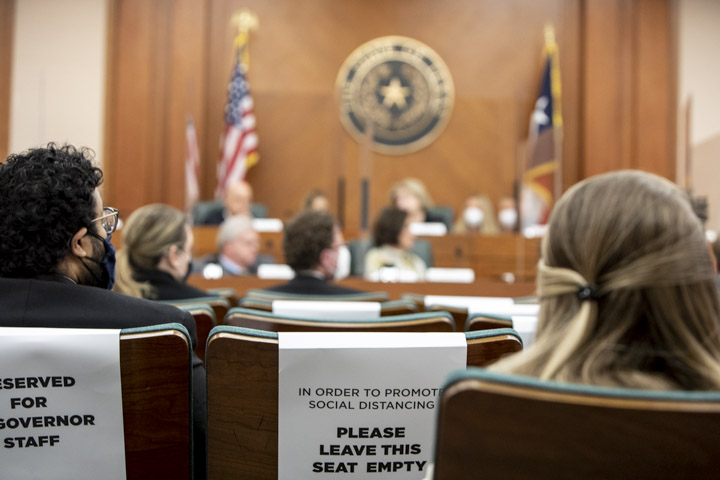 ESERVED
FOR
GOVERNOR
STAFF
IN ORDER TO PROMOTE
SOCIAL DISTANCING
PLEASE
LEAVE THIS
SEAT EMPTY